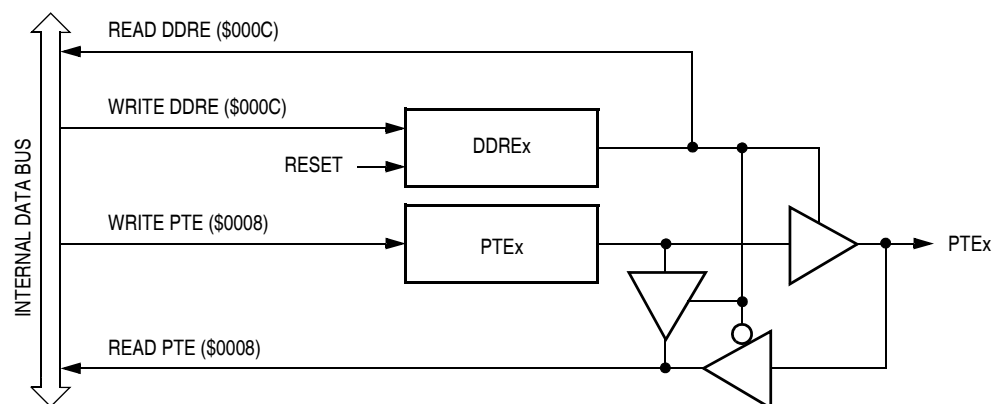 READ DDRE ($000C)
WRITE DDRE ($000C)
DDREx
RESET
INTERNAL DATA BUS
WRITE PTE ($0008)
PTEx
PTEx
READ PTE ($0008)